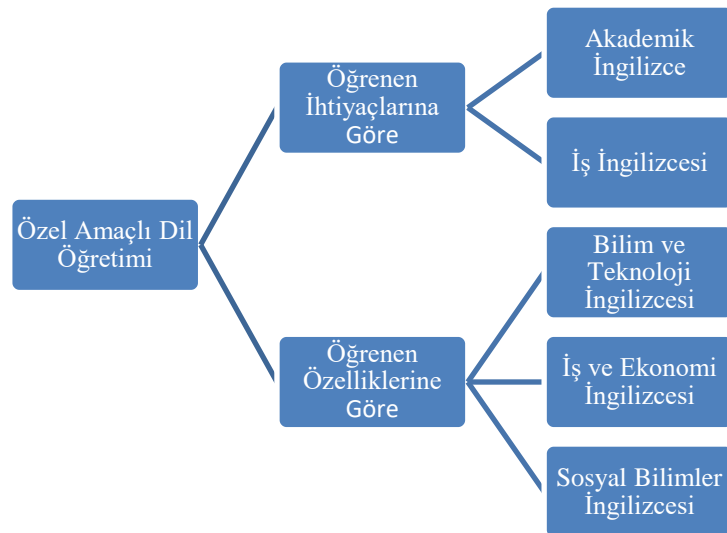 Özel Amaçlı Dil
Öğretimi
Öğrenen
İhtiyaçlarına
Göre
Akademik
İngilizce
İş İngilizcesi
Öğrenen
Özelliklerine
Göre
Bilim ve
Teknoloji
İngilizcesi
İş ve Ekonomi
İngilizcesi
Sosyal Bilimler
İngilizcesi